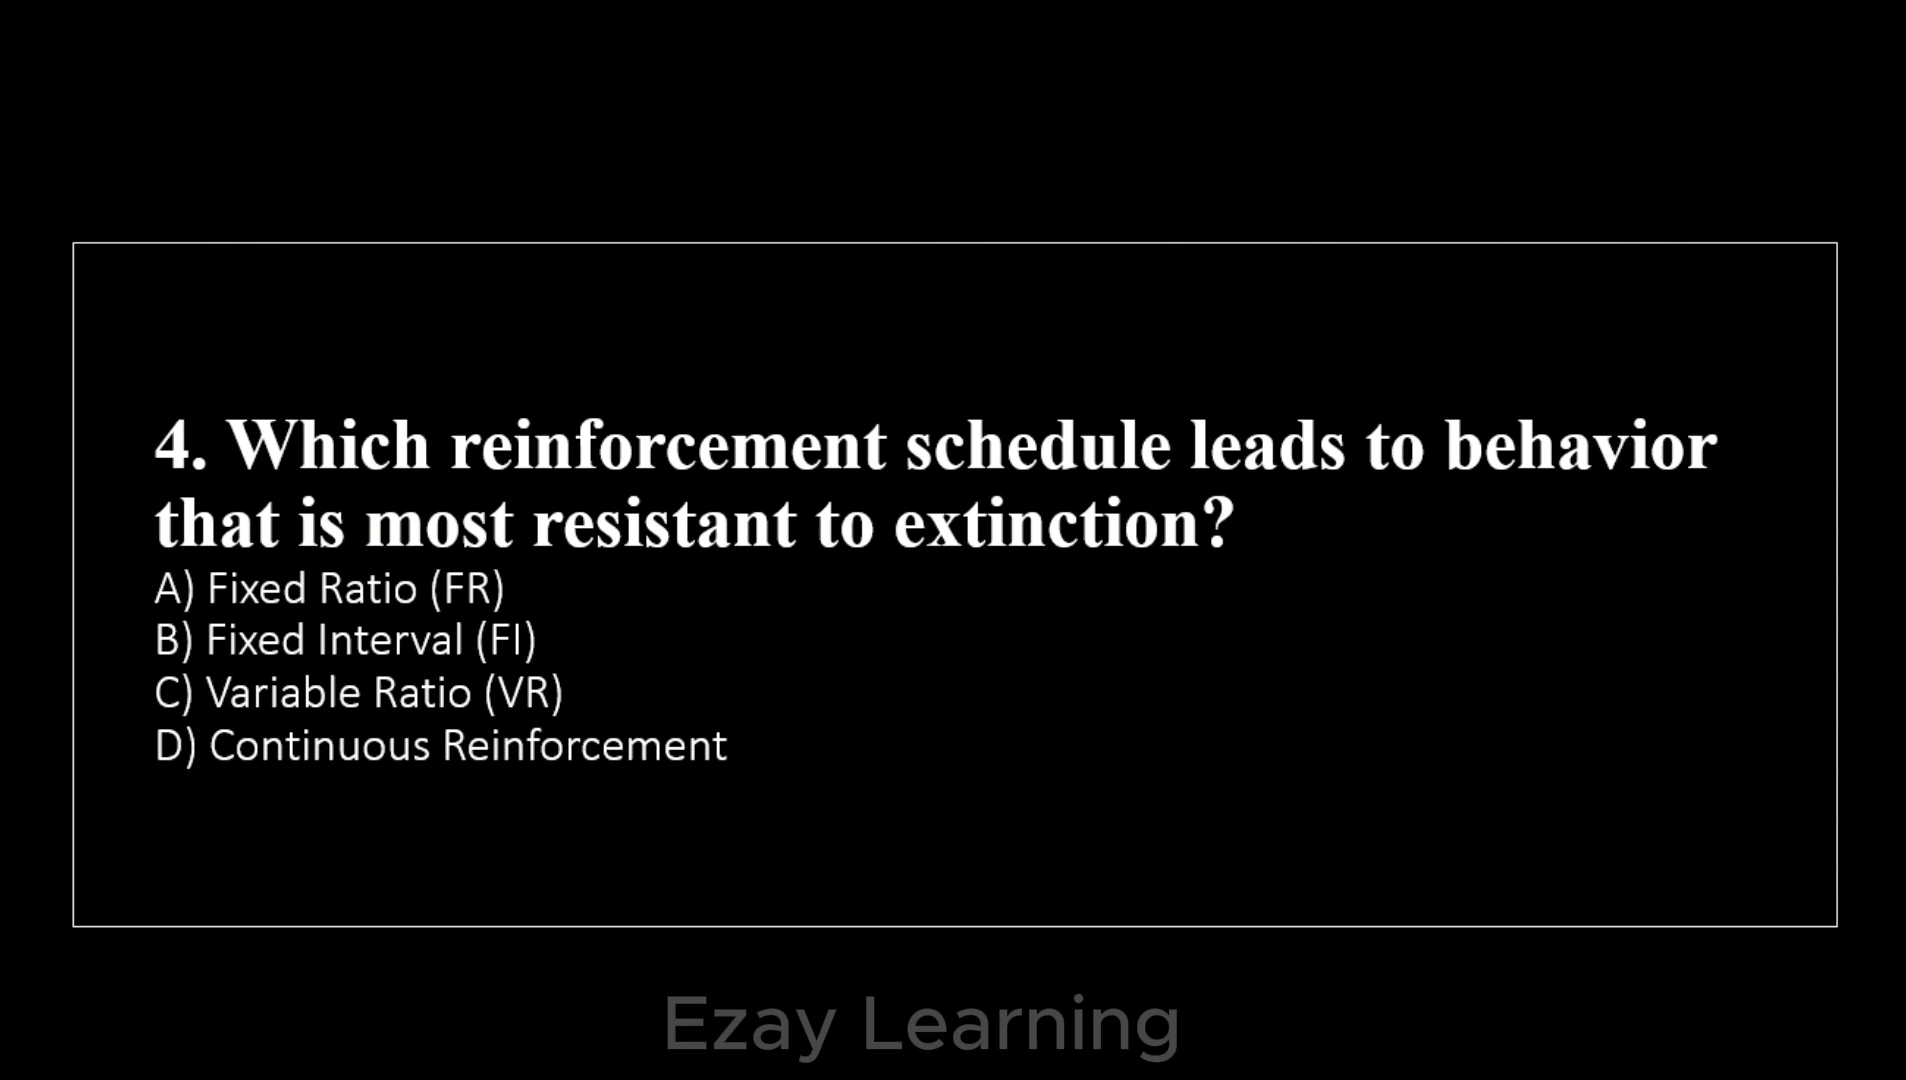 4. Which reinforcement schedule leads to behavior
that is most resistant to extinction?
A) Fixed Ratio (FR)
B) Fixed Interval (FI)
C) Variable Ratio (VR)
D) Continuous Reinforcement
Ezay Learning